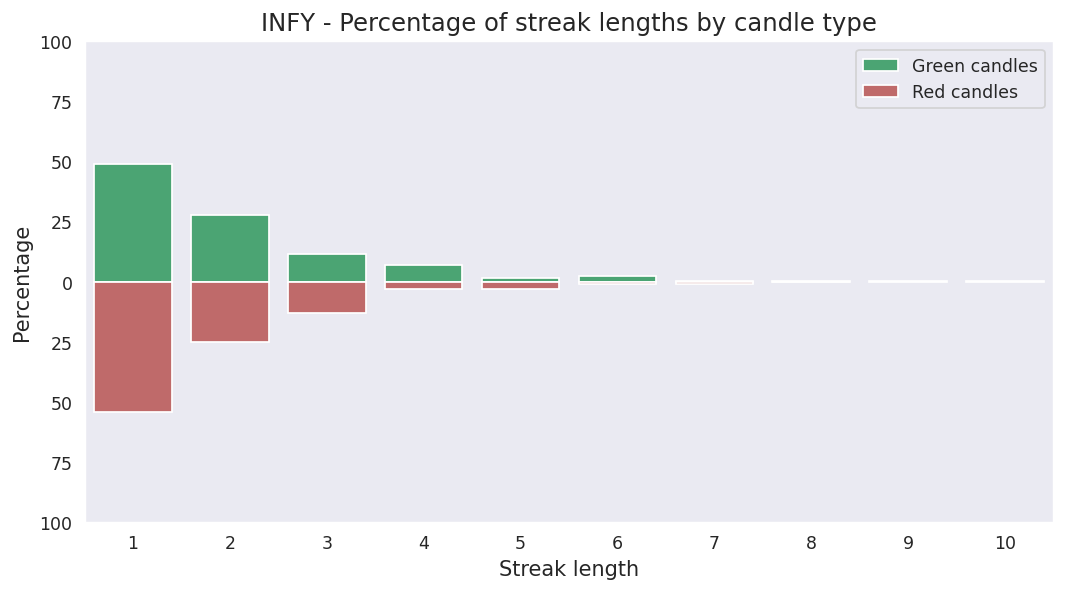 INFY - Percentage of streak lengths by candle type
Green candles
Red candles
Percentage
100
75
50
25
0
25
50
75
100
1 2 3 4 5 6 7 8 9 10
Streak length